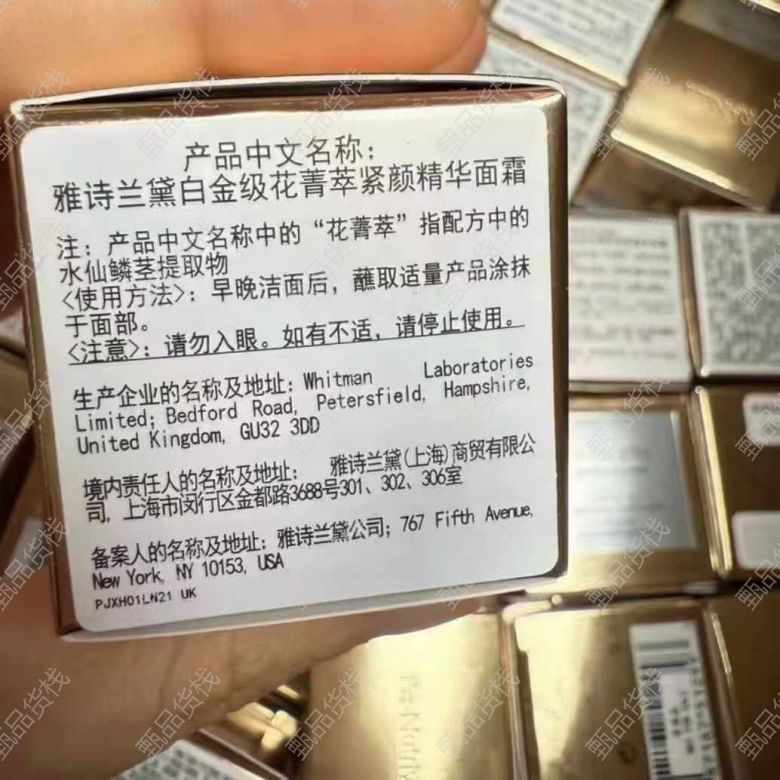 产品中文名称：
雅诗兰黛白金级花菁萃紧颜精华面霜
注：产品中文名称中的“花菁萃”指配方中的
水仙鳞茎提取物
<使用方法>：早晚洁面后，蘸取适量产品涂抹
于面部。
<注意>：请勿入眼。如有不适，请停止使用。
生产企业的名称及地址：Whitman Laboratories
Limited; Bedford Road, Petersfield, Hampshire,
United Kingdom, GU32 3DD
境内责任人的名称及地址： 雅诗兰黛(上海)商贸有限公
司，上海市闵行区金都路3688号301、302、306室
备案人的名称及地址：雅诗兰黛公司；767 Fifth Avenue,
New York, NY 10153, USA
PJXH01LN21 UK
Re-Nutriv
甄品货栈